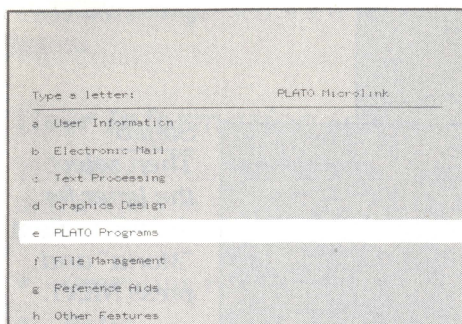 Type a letter: PLATO Microlink
a User Information
b Electronic Mail
c Text Processing
d Graphics Design
e PLATO Programs
f File Management
g Reference Aids
h Other Features